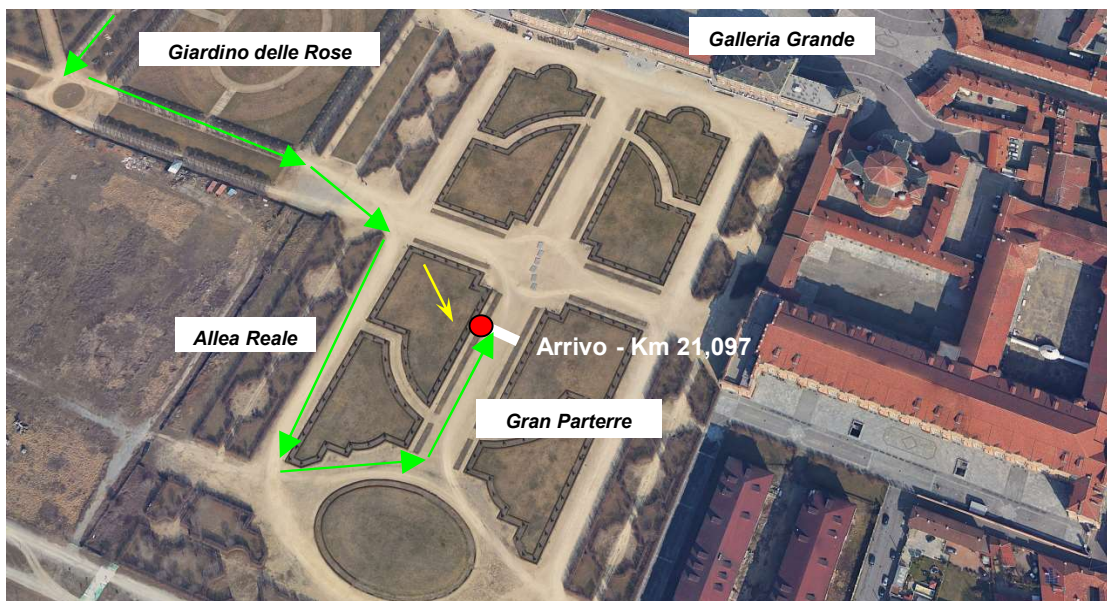 Giardino delle Rose
Galleria Grande
Allea Reale
Arrivo - Km 21,097
Gran Parterre